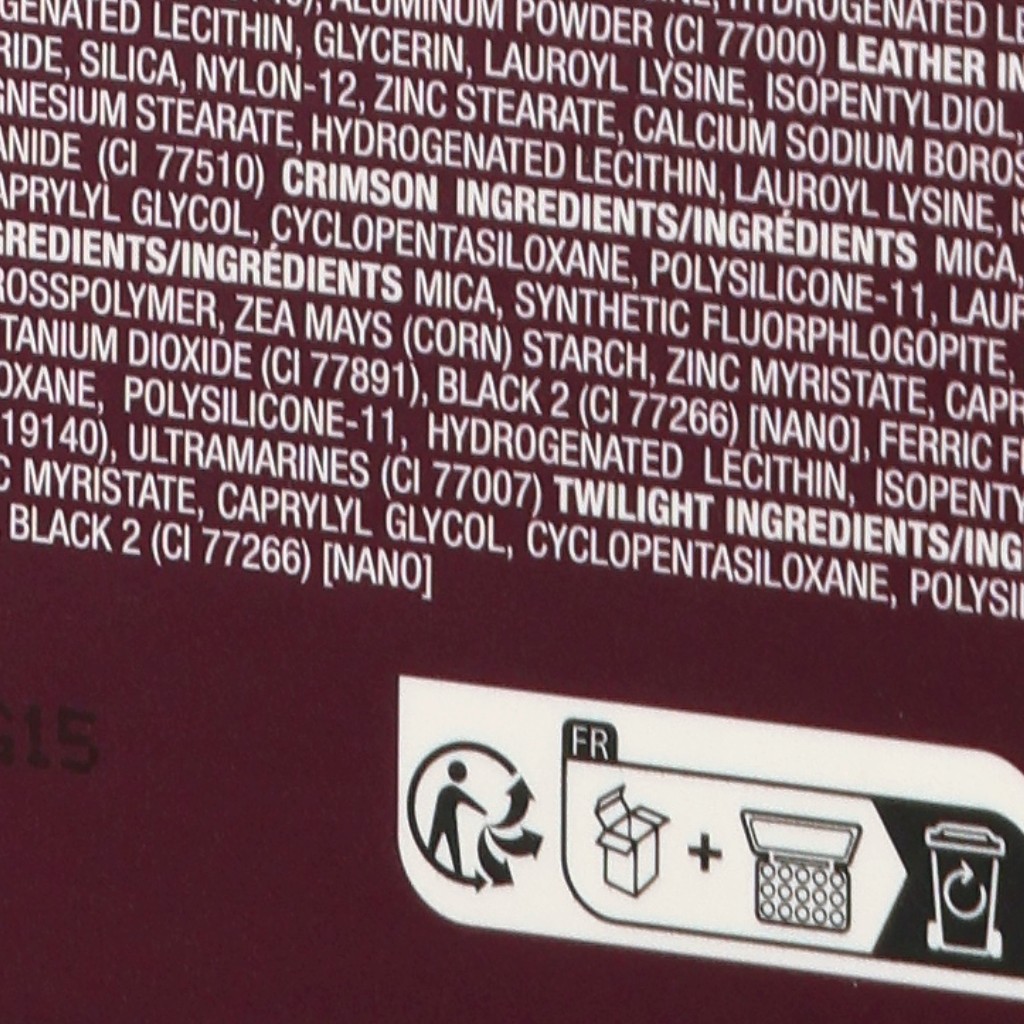 HYDROGENATED LE
ALUMINUM POWDER (CI 77000) LEATHER IN
GENATED LECITHIN, GLYCERIN, LAUROYL LYSINE, ISOPENTYLDIOL,
RIDE, SILICA, NYLON-12, ZINC STEARATE, CALCIUM SODIUM BOROS
GNESIUM STEARATE, HYDROGENATED LECITHIN, LAUROYL LYSINE, IS
ANIDE (CI 77510) CRIMSON INGREDIENTS/INGRÉDIENTS MICA,
APRYLYL GLYCOL, CYCLOPENTASILOXANE, POLYSILICONE-11, LAUR
GREDIENTS/INGRÉDIENTS MICA, SYNTHETIC FLUORPHLOGOPITE,
ROSSPOLYMER, ZEA MAYS (CORN) STARCH, ZINC MYRISTATE, CAPR
TANIUM DIOXIDE (CI 77891), BLACK 2 (CI 77266) [NANO], FERRIC F
OXANE, POLYSILICONE-11, HYDROGENATED LECITHIN, ISOPENTY
19140), ULTRAMARINES (CI 77007) TWILIGHT INGREDIENTS/ING
C MYRISTATE, CAPRYLYL GLYCOL, CYCLOPENTASILOXANE, POLYSI
BLACK 2 (CI 77266) [NANO]
G15
FR
+